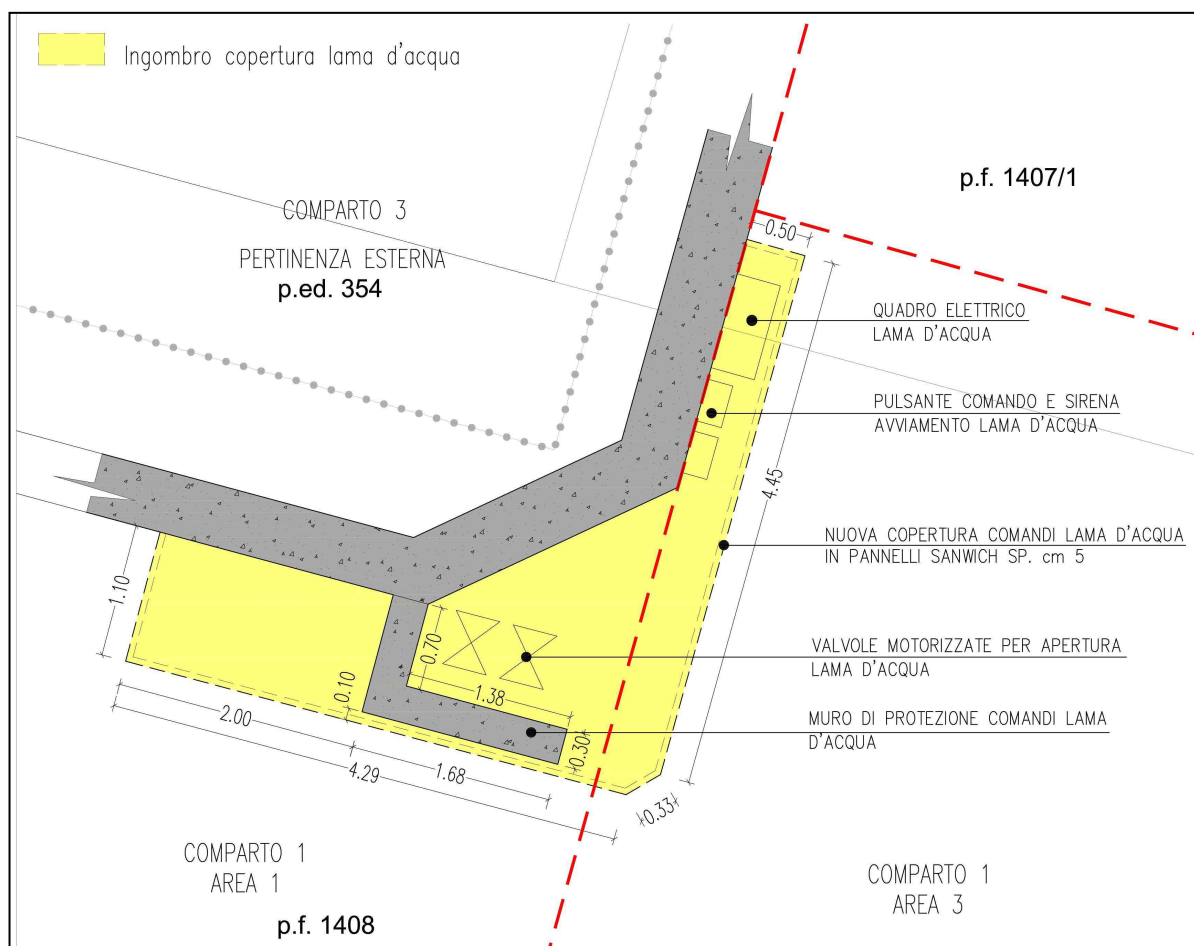 Ingombro copertura lama d'acqua
p.f. 1407/1
COMPARTO 3
PERTINENZA ESTERNA
p.ed. 354
0.50
QUADRO ELETTRICO
LAMA D'ACQUA
PULSANTE COMANDO E SIRENA
AVVIAMENTO LAMA D'ACQUA
4.45
NUOVA COPERTURA COMANDI LAMA D'ACQUA
IN PANNELLI SANWICH SP. cm 5
1.10
0.70
VALVOLE MOTORIZZATE PER APERTURA
LAMA D'ACQUA
1.38
0.10
MURO DI PROTEZIONE COMANDI LAMA
D'ACQUA
2.00
0.30
1.68
4.29
0.33
COMPARTO 1
AREA 1
p.f. 1408
COMPARTO 1
AREA 3